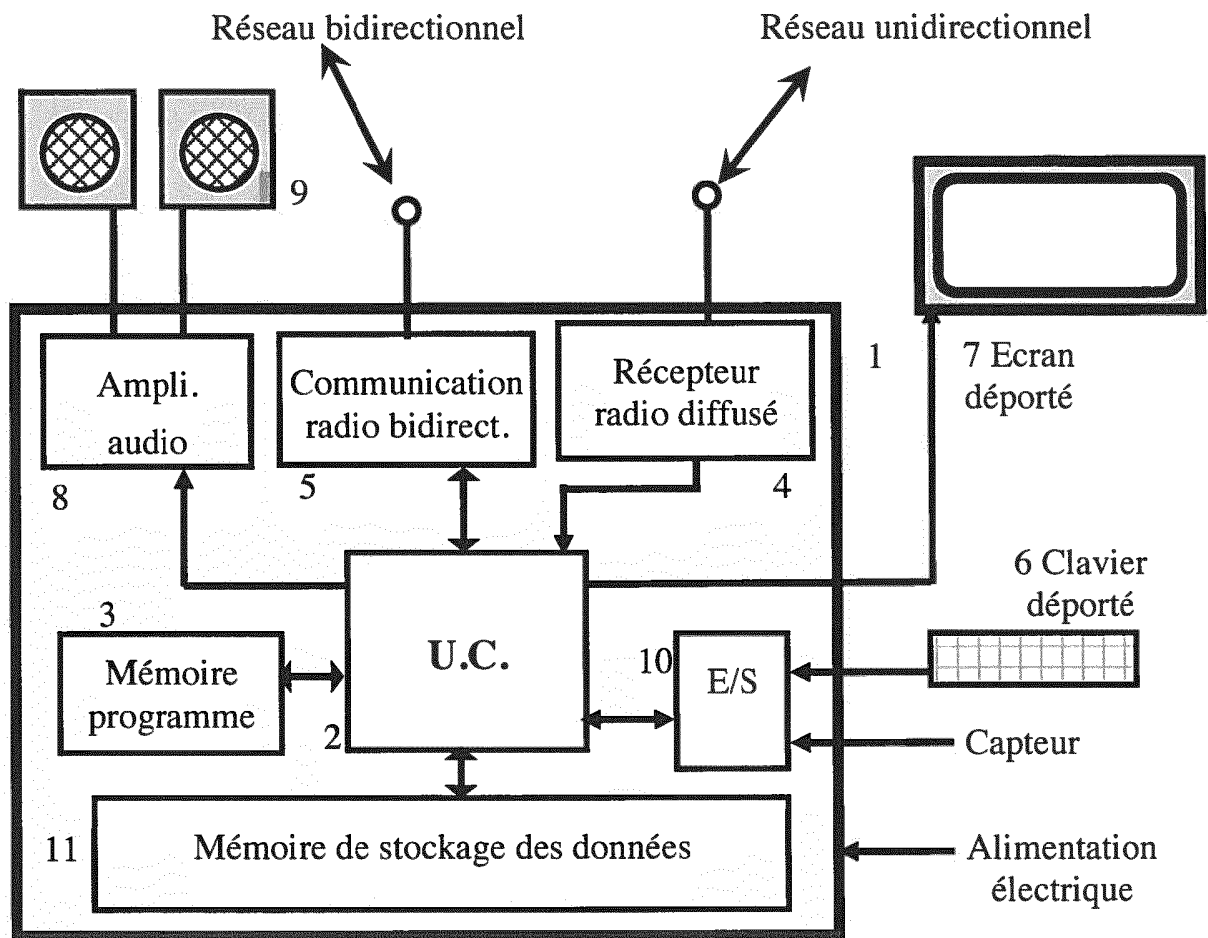 Réseau bidirectionnel
Réseau unidirectionnel
9
1
7 Ecran
déporté
Ampli.
audio
8
Communication
radio bidirect.
5
Récepteur
radio diffusé
4
6 Clavier
déporté
3
Mémoire
programme
U.C.
2
10
E/S
Capteur
11
Mémoire de stockage des données
Alimentation
électrique